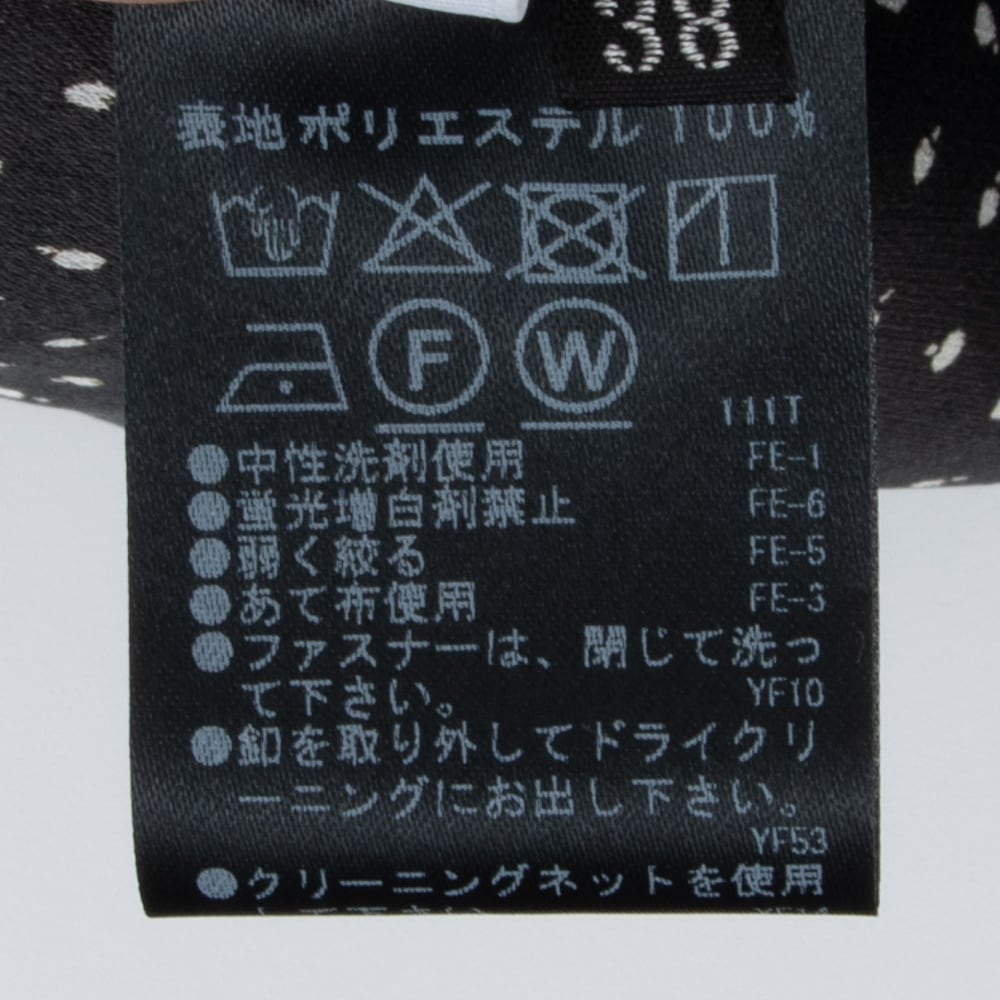 38
表地 ポリエステル 100%
F W
111T
●中性洗剤使用 FE-1
●蛍光増白剤禁止 FE-6
●弱く絞る FE-5
●あて布使用 FE-3
●ファスナーは、閉じて洗っ
て下さい。 YF10
●釦を取り外してドライクリ
ーニングにお出し下さい。
YF53
●クリーニングネットを使用